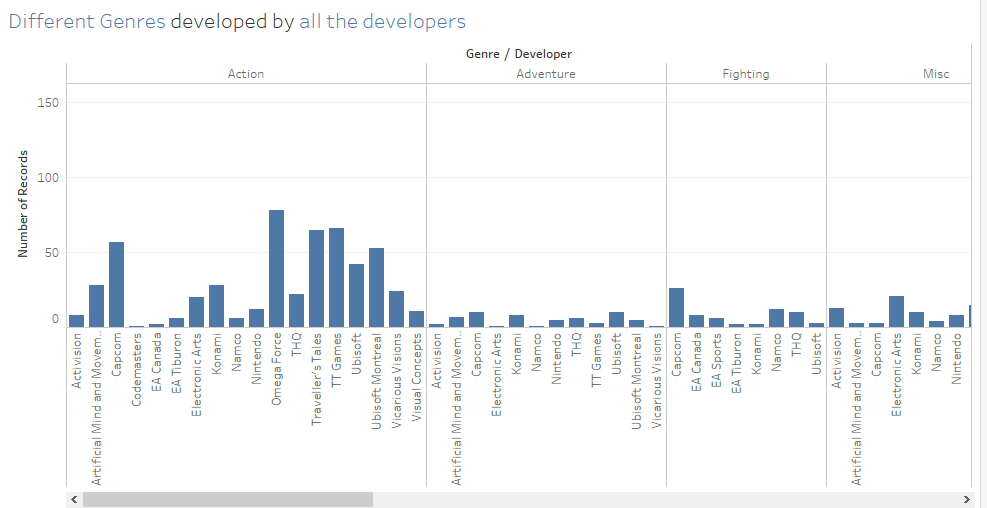 Different Genres developed by all the developers
Genre / Developer
Action Adventure Fighting Misc
Number of Records
150
100
50
0
Activision
Artificial Mind and Movem..
Capcom
Codemasters
EA Canada
EA Tiburon
Electronic Arts
Konami
Namco
Nintendo
Omega Force
THQ
Traveller's Tales
TT Games
Ubisoft
Ubisoft Montreal
Vicarious Visions
Visual Concepts
Activision
Artificial Mind and Movem..
Capcom
Electronic Arts
Konami
Namco
Nintendo
THQ
TT Games
Ubisoft
Ubisoft Montreal
Vicarious Visions
Capcom
EA Canada
EA Sports
EA Tiburon
Konami
Namco
THQ
Ubisoft
Activision
Artificial Mind and Movem..
Capcom
Electronic Arts
Konami
Namco
Nintendo